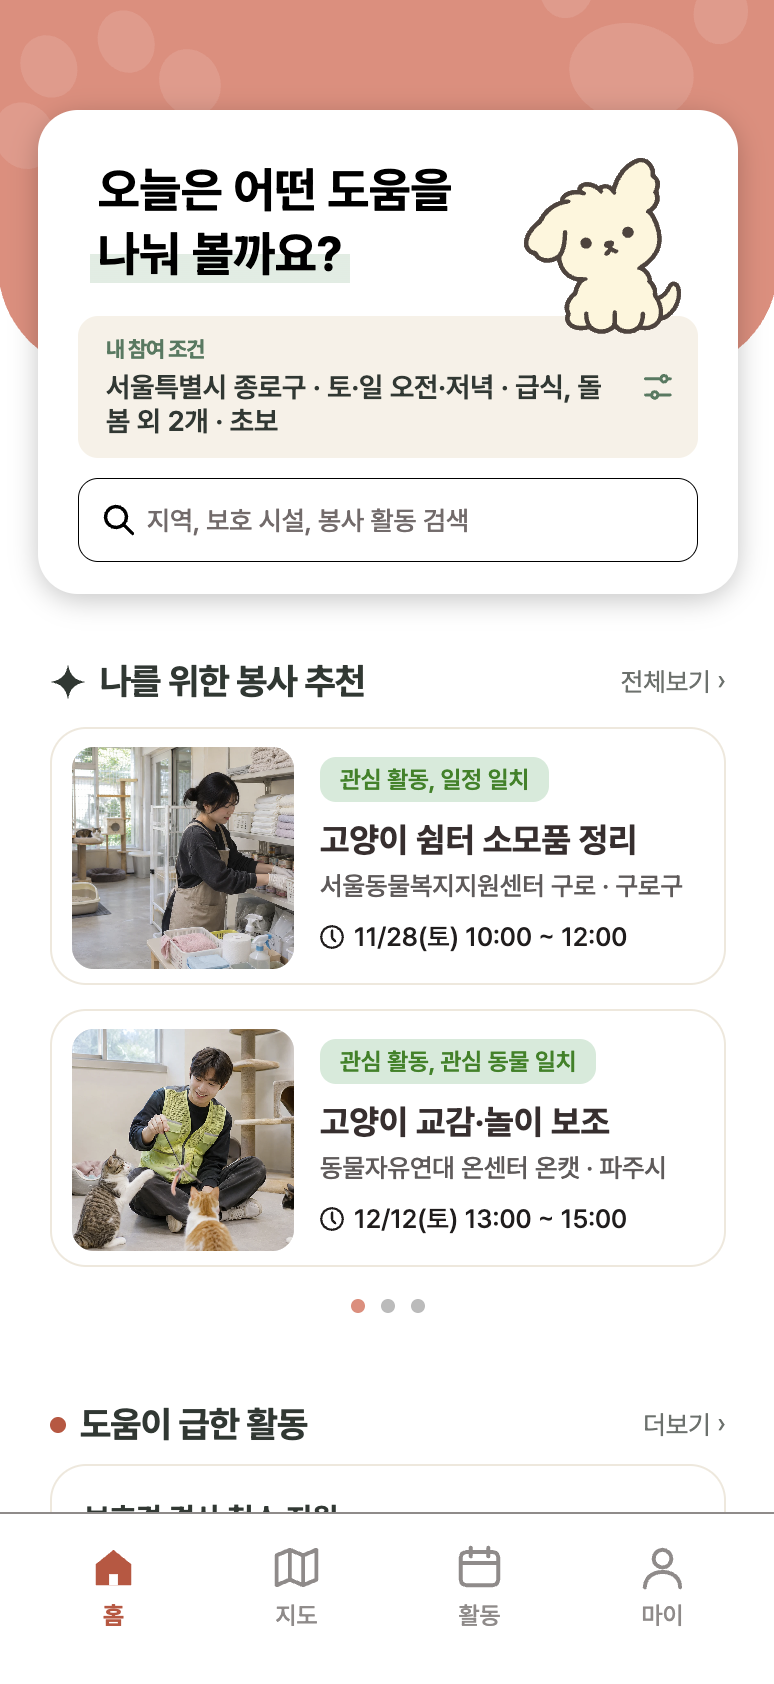 오늘은 어떤 도움을
나눠 볼까요?
내 참여 조건
서울특별시 종로구 · 토·일 오전·저녁 · 급식, 돌
봄 외 2개 · 초보
지역, 보호 시설, 봉사 활동 검색
나를 위한 봉사 추천
전체보기 ›
관심 활동, 일정 일치
고양이 쉼터 소모품 정리
서울동물복지지원센터 구로 · 구로구
11/28(토) 10:00 ~ 12:00
관심 활동, 관심 동물 일치
고양이 교감·놀이 보조
동물자유연대 온센터 온캣 · 파주시
12/12(토) 13:00 ~ 15:00
도움이 급한 활동
더보기 ›
홈
지도
활동
마이